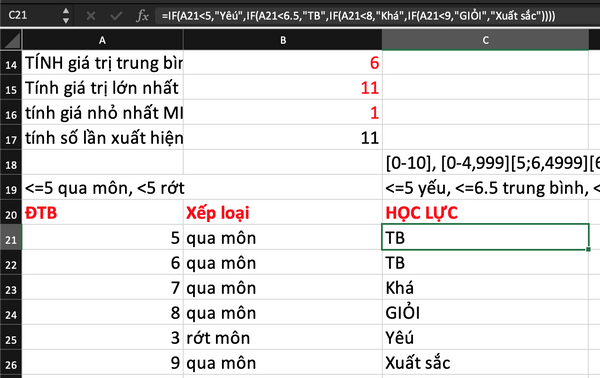 C21 fx =IF(A21<5,"Yêú",IF(A21<6.5,"TB",IF(A21<8,"Khá",IF(A21<9,"GIỎI","Xuất sắc"))))
A B C
14 TÍNH giá trị trung bìn 6
15 Tính giá trị lớn nhất 11
16 tính giá nhỏ nhất MI 1
17 tính số lần xuất hiện 11
18 [0-10], [0-4,999][5;6,4999][6
19 <=5 qua môn, <5 rớt <=5 yếu, <=6.5 trung bình, <
20 ĐTB Xếp loại HỌC LỰC
21 5 qua môn TB
22 6 qua môn TB
23 7 qua môn Khá
24 8 qua môn GIỎI
25 3 rớt môn Yêú
26 9 qua môn Xuất sắc